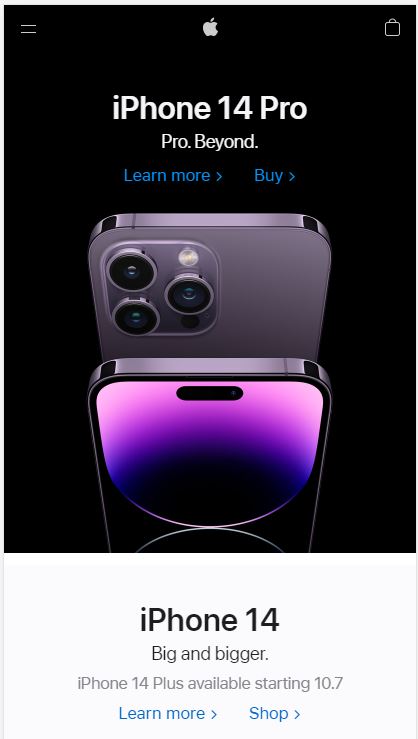 iPhone 14 Pro
Pro. Beyond.
Learn more > Buy >
iPhone 14
Big and bigger.
iPhone 14 Plus available starting 10.7
Learn more > Shop >